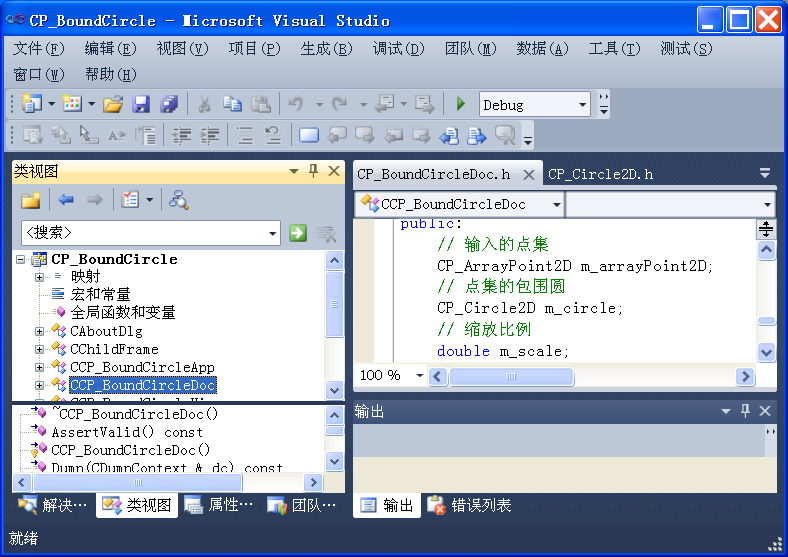 CP_BoundCircle - Microsoft Visual Studio
文件(F) 编辑(E) 视图(V) 项目(P) 生成(B) 调试(D) 团队(M) 数据(A) 工具(T) 测试(S)
窗口(W) 帮助(H)
Debug
类视图
<搜索>
CP_BoundCircle
映射
宏和常量
全局函数和变量
CAboutDlg
CChildFrame
CCP_BoundCircleApp
CCP_BoundCircleDoc
~CCP_BoundCircleDoc()
AssertValid() const
CCP_BoundCircleDoc()
Dump(CDumpContext & dc) const
CP_BoundCircleDoc.h CP_Circle2D.h
CCP_BoundCircleDoc
public:
// 输入的点集
CP_ArrayPoint2D m_arrayPoint2D;
// 点集的包围圆
CP_Circle2D m_circle;
// 缩放比例
double m_scale;
100 %
输出
解决… 类视图 属性… 团队… 输出 错误列表
就绪